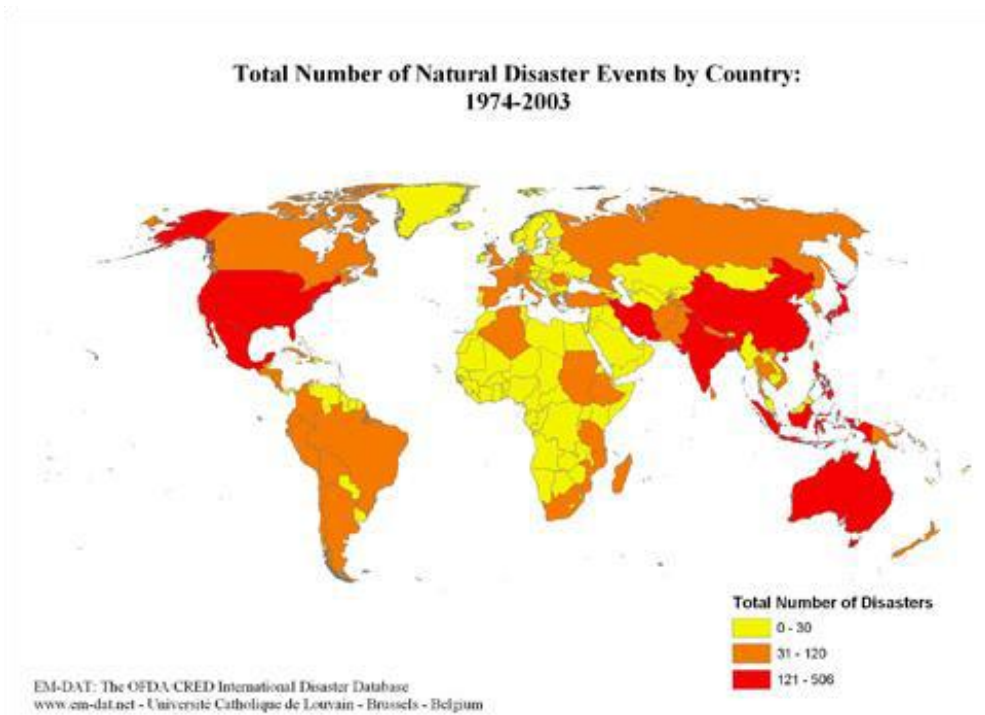 Total Number of Natural Disaster Events by Country:
1974-2003
Total Number of Disasters
0 - 30
31 - 120
121 - 506
EM-DAT: The OFDA/CRED International Disaster Database
www.em-dat.net - Université Catholique de Louvain - Brussels - Belgium